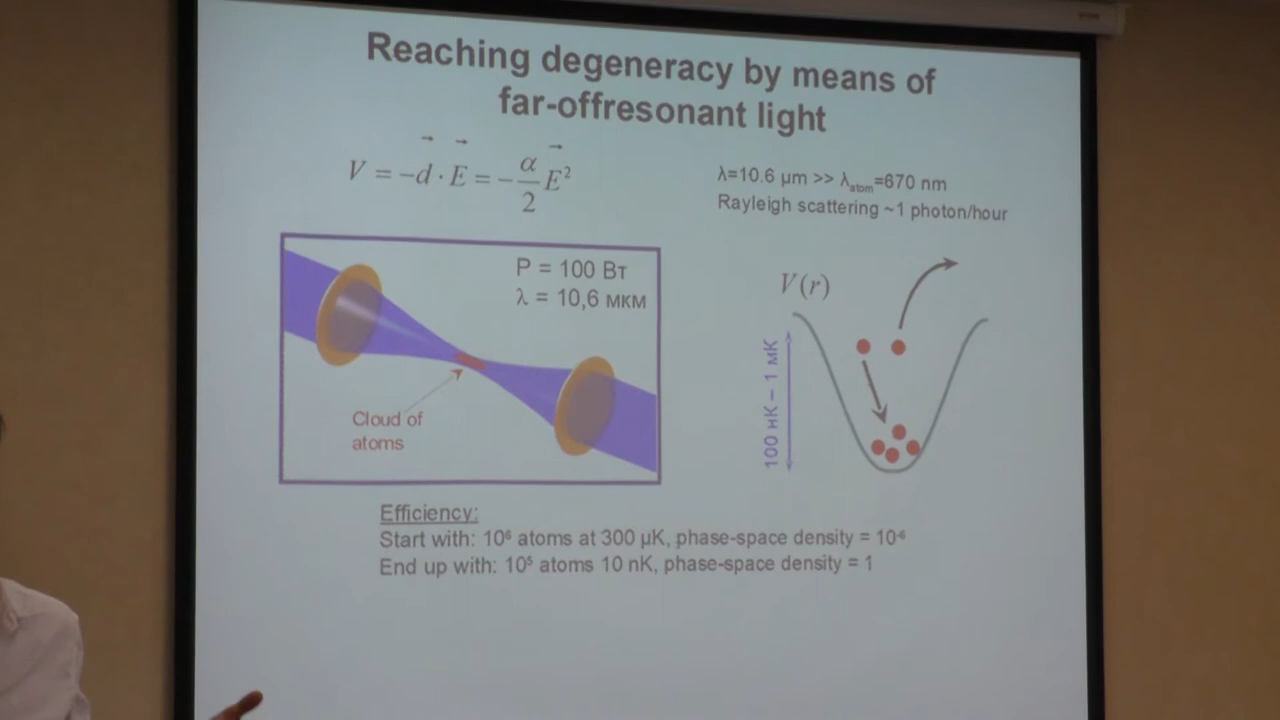 Reaching degeneracy by means of
far-offresonant light
V = −d⃗ · E⃗ = −α/2 E⃗²
λ=10.6 µm >> λatom=670 nm
Rayleigh scattering ~1 photon/hour
P = 100 Вт
λ = 10,6 мкм
Cloud of
atoms
V(r)
100 нК – 1 мК
Efficiency:
Start with: 10⁶ atoms at 300 µK, phase-space density = 10⁻⁶
End up with: 10⁵ atoms 10 nK, phase-space density = 1